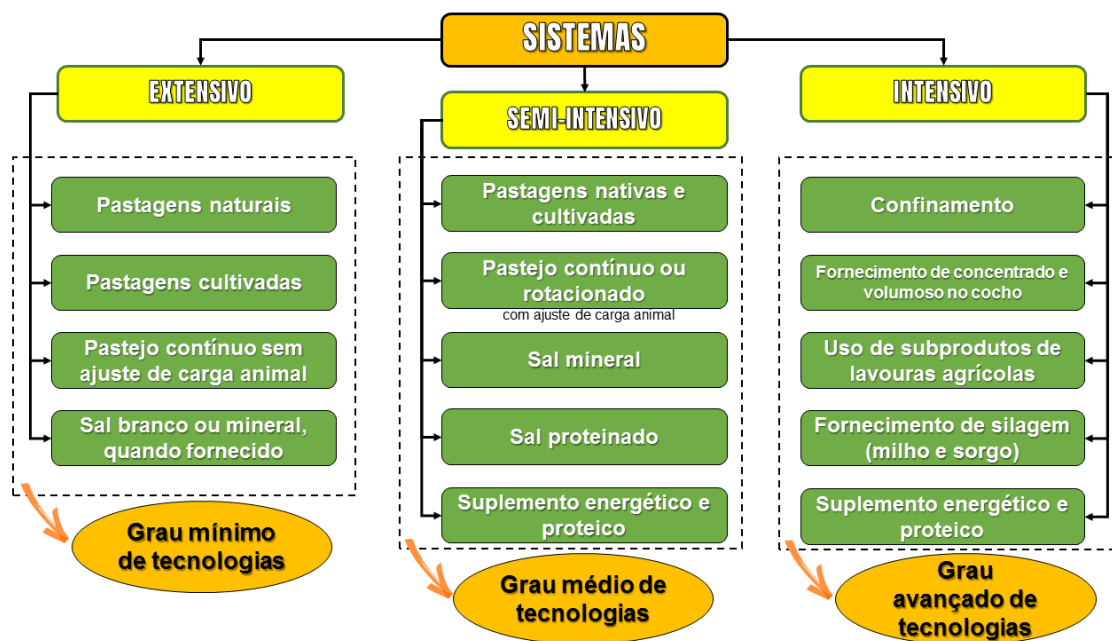 SISTEMAS
EXTENSIVO
Pastagens naturais
Pastagens cultivadas
Pastejo contínuo sem
ajuste de carga animal
Sal branco ou mineral,
quando fornecido
Grau mínimo
de tecnologias
SEMI-INTENSIVO
Pastagens nativas e
cultivadas
Pastejo contínuo ou
rotacionado
com ajuste de carga animal
Sal mineral
Sal proteinado
Suplemento energético e
proteico
Grau médio de
tecnologias
INTENSIVO
Confinamento
Fornecimento de concentrado e
volumoso no cocho
Uso de subprodutos de
lavouras agrícolas
Fornecimento de silagem
(milho e sorgo)
Suplemento energético e
proteico
Grau
avançado de
tecnologias